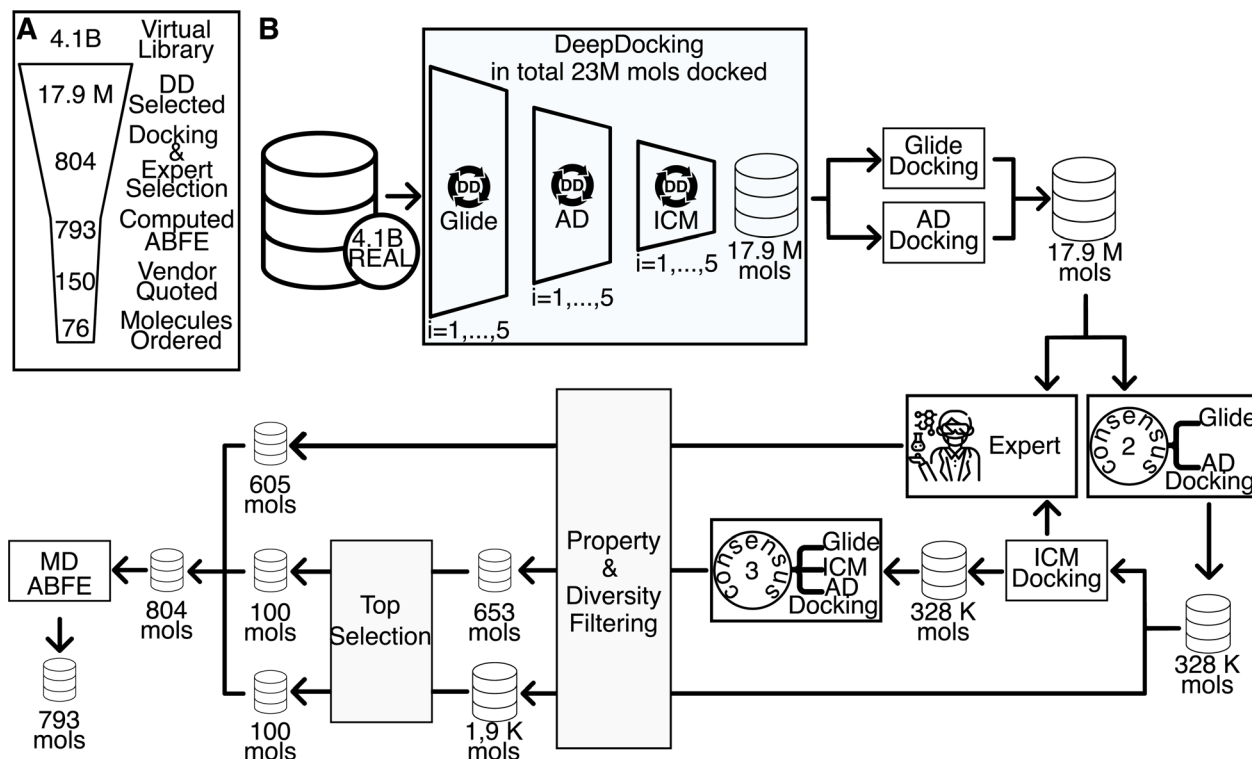 A
4.1B
Virtual
Library
17.9 M
DD
Selected
804
Docking
&
Expert
Selection
793
Computed
ABFE
150
Vendor
Quoted
76
Molecules
Ordered
B
4.1B
REAL
DeepDocking
in total 23M mols docked
DD
Glide
i=1,...,5
DD
AD
i=1,...,5
DD
ICM
i=1,...,5
17.9 M
mols
Glide
Docking
AD
Docking
17.9 M
mols
Expert
consensus
2
Glide
AD
Docking
328 K
mols
ICM
Docking
328 K
mols
consensus
3
Glide
ICM
AD
Docking
Property
&
Diversity
Filtering
605
mols
653
mols
1,9 K
mols
Top
Selection
100
mols
100
mols
804
mols
MD
ABFE
793
mols